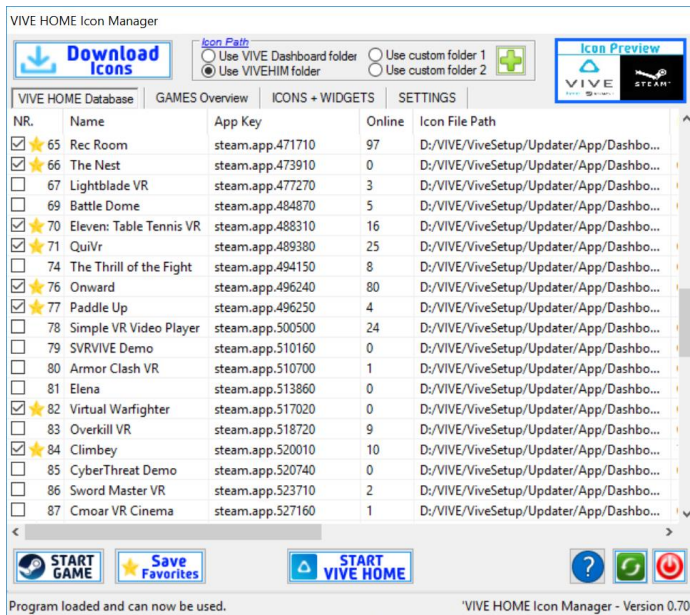 VIVE HOME Icon Manager
Download
Icons
Icon Path
Use VIVE Dashboard folder
Use custom folder 1
Use VIVEHIM folder
Use custom folder 2
Icon Preview
VIVE
STEAM
VIVE HOME Database
GAMES Overview
ICONS + WIDGETS
SETTINGS
NR. Name App Key Online Icon File Path
65 Rec Room steam.app.471710 97 D:/VIVE/ViveSetup/Updater/App/Dashbo...
66 The Nest steam.app.473910 0 D:/VIVE/ViveSetup/Updater/App/Dashbo...
67 Lightblade VR steam.app.477270 3 D:/VIVE/ViveSetup/Updater/App/Dashbo...
69 Battle Dome steam.app.484870 5 D:/VIVE/ViveSetup/Updater/App/Dashbo...
70 Eleven: Table Tennis VR steam.app.488310 16 D:/VIVE/ViveSetup/Updater/App/Dashbo...
71 QuiVr steam.app.489380 25 D:/VIVE/ViveSetup/Updater/App/Dashbo...
74 The Thrill of the Fight steam.app.494150 8 D:/VIVE/ViveSetup/Updater/App/Dashbo...
76 Onward steam.app.496240 80 D:/VIVE/ViveSetup/Updater/App/Dashbo...
77 Paddle Up steam.app.496250 4 D:/VIVE/ViveSetup/Updater/App/Dashbo...
78 Simple VR Video Player steam.app.500500 24 D:/VIVE/ViveSetup/Updater/App/Dashbo...
79 SVRVIVE Demo steam.app.510160 0 D:/VIVE/ViveSetup/Updater/App/Dashbo...
80 Armor Clash VR steam.app.510700 1 D:/VIVE/ViveSetup/Updater/App/Dashbo...
81 Elena steam.app.513860 0 D:/VIVE/ViveSetup/Updater/App/Dashbo...
82 Virtual Warfighter steam.app.517020 0 D:/VIVE/ViveSetup/Updater/App/Dashbo...
83 Overkill VR steam.app.518720 9 D:/VIVE/ViveSetup/Updater/App/Dashbo...
84 Climbey steam.app.520010 10 D:/VIVE/ViveSetup/Updater/App/Dashbo...
85 CyberThreat Demo steam.app.520740 0 D:/VIVE/ViveSetup/Updater/App/Dashbo...
86 Sword Master VR steam.app.523710 2 D:/VIVE/ViveSetup/Updater/App/Dashbo...
87 Cmoar VR Cinema steam.app.527160 1 D:/VIVE/ViveSetup/Updater/App/Dashbo...
START
GAME
Save
Favorites
START
VIVE HOME
?
Program loaded and can now be used.
'VIVE HOME Icon Manager - Version 0.70